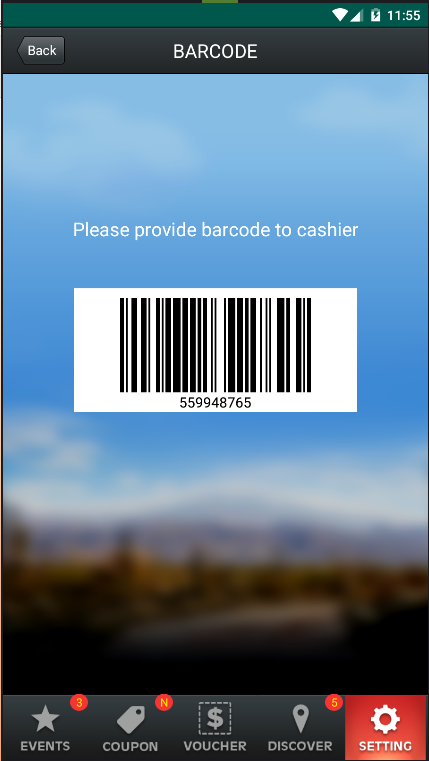 11:55
Back
BARCODE
Please provide barcode to cashier
559948765
3
N
5
EVENTS
COUPON
VOUCHER
DISCOVER
SETTING